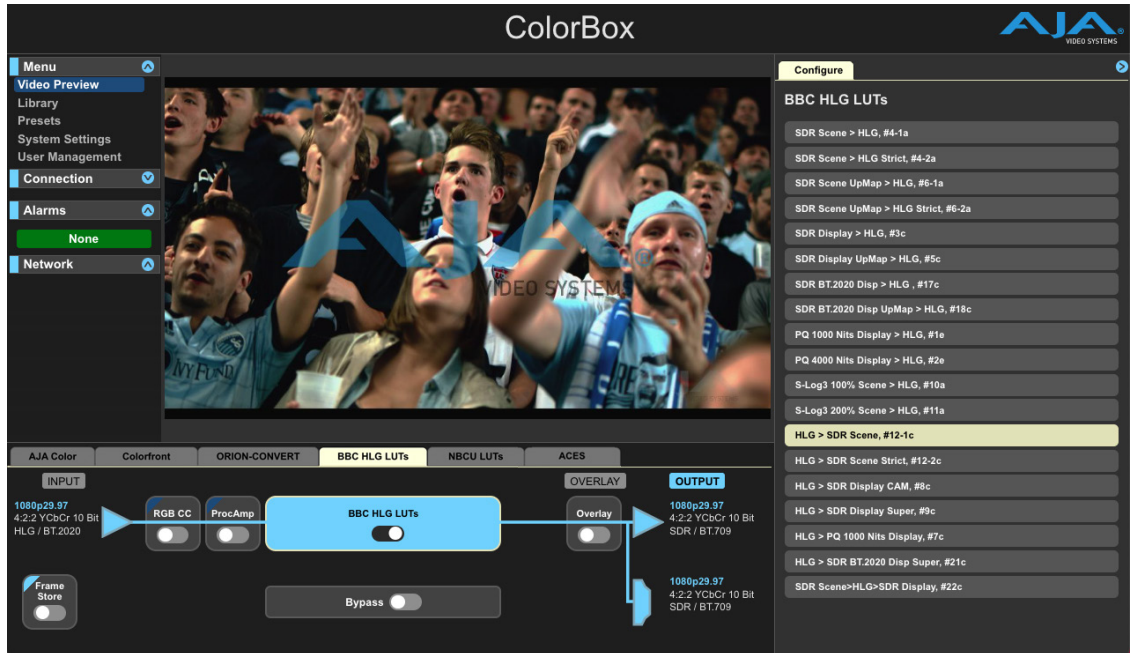 ColorBox
AJA
VIDEO SYSTEMS
Menu
Video Preview
Library
Presets
System Settings
User Management
Connection
Alarms
None
Network
AJA
VIDEO SYSTEMS
NY FUND
Configure
BBC HLG LUTs
SDR Scene > HLG, #4-1a
SDR Scene > HLG Strict, #4-2a
SDR Scene UpMap > HLG, #6-1a
SDR Scene UpMap > HLG Strict, #6-2a
SDR Display > HLG, #3c
SDR Display UpMap > HLG, #5c
SDR BT.2020 Disp > HLG , #17c
SDR BT.2020 Disp UpMap > HLG, #18c
PQ 1000 Nits Display > HLG, #1e
PQ 4000 Nits Display > HLG, #2e
S-Log3 100% Scene > HLG, #10a
S-Log3 200% Scene > HLG, #11a
HLG > SDR Scene, #12-1c
HLG > SDR Scene Strict, #12-2c
HLG > SDR Display CAM, #8c
HLG > SDR Display Super, #9c
HLG > PQ 1000 Nits Display, #7c
HLG > SDR BT.2020 Disp Super, #21c
SDR Scene>HLG>SDR Display, #22c
AJA Color
Colorfront
ORION-CONVERT
BBC HLG LUTs
NBCU LUTs
ACES
INPUT
OVERLAY
OUTPUT
1080p29.97
4:2:2 YCbCr 10 Bit
HLG / BT.2020
RGB CC
ProcAmp
BBC HLG LUTs
Overlay
1080p29.97
4:2:2 YCbCr 10 Bit
SDR / BT.709
Frame
Store
Bypass
1080p29.97
4:2:2 YCbCr 10 Bit
SDR / BT.709